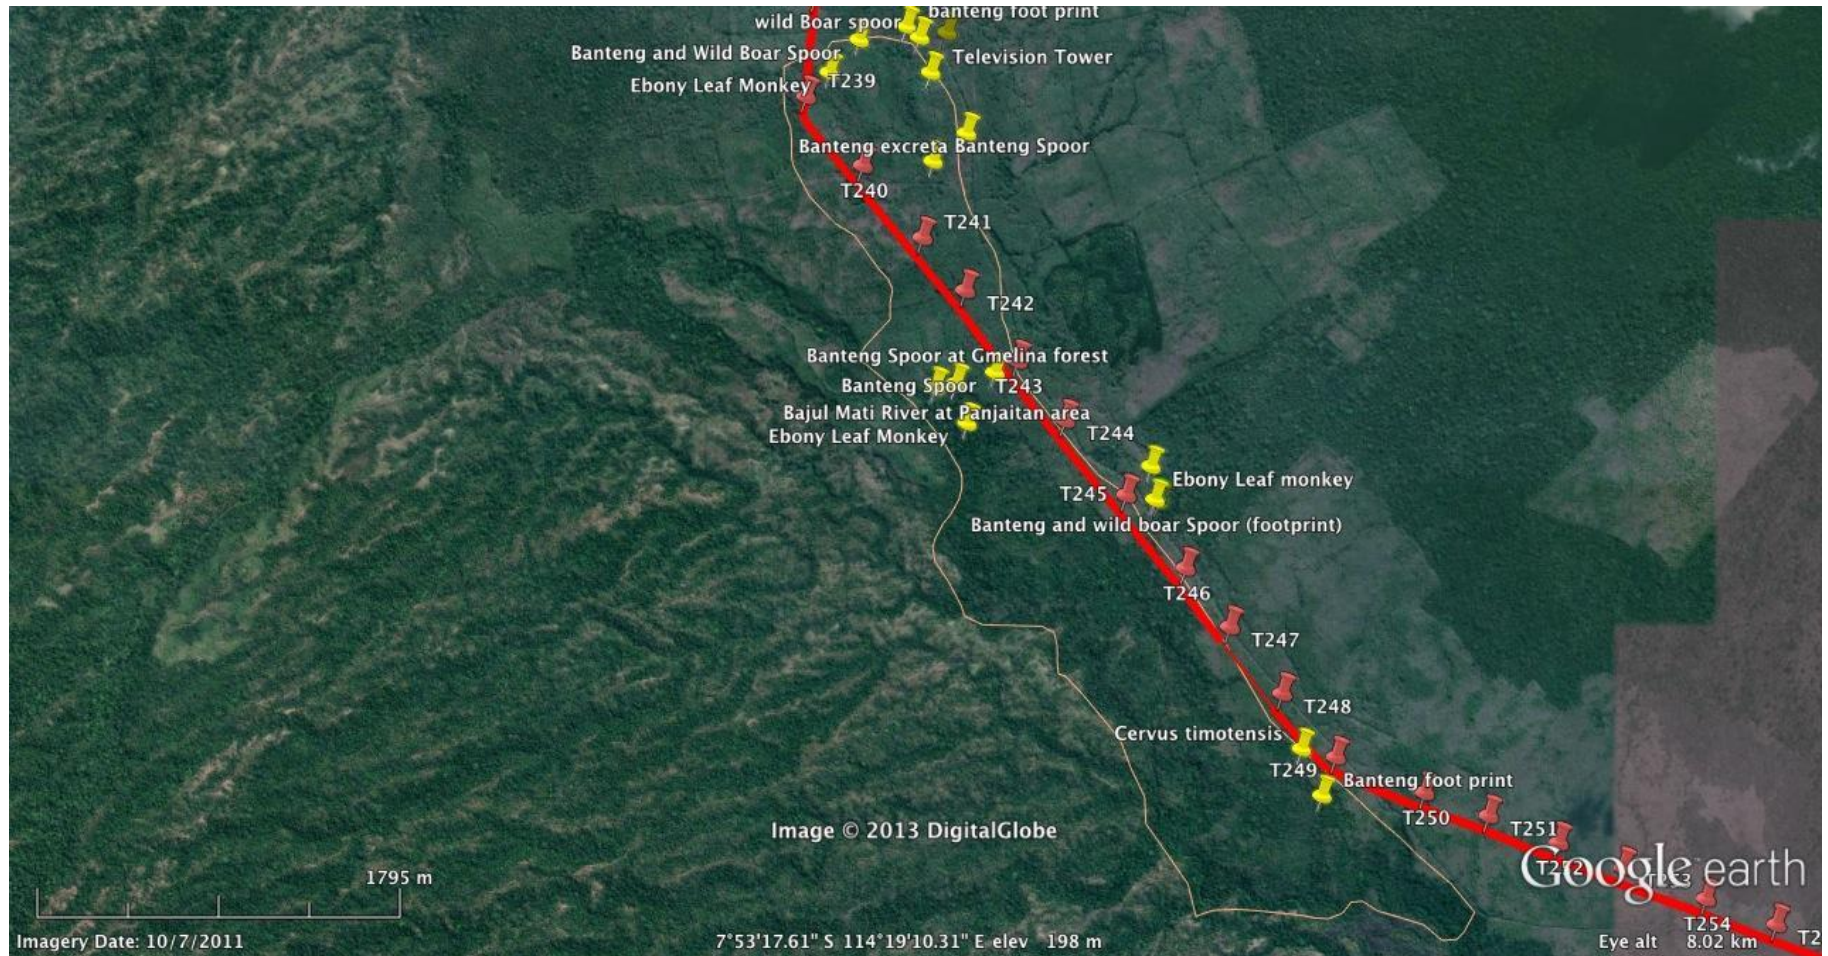 banteng foot print
wild Boar spoor
Banteng and Wild Boar Spoor
Television Tower
Ebony Leaf Monkey
T239
Banteng excreta
Banteng Spoor
T240
T241
T242
Banteng Spoor at Gmelina forest
Banteng Spoor
T243
Bajul Mati River at Panjaitan area
T244
Ebony Leaf Monkey
Ebony Leaf monkey
T245
Banteng and wild boar Spoor (footprint)
T246
T247
T248
Cervus timotensis
T249
Banteng foot print
T250
T251
Image © 2013 DigitalGlobe
T252
T253
Google earth
1795 m
T254
Imagery Date: 10/7/2011
7°53'17.61" S 114°19'10.31" E elev 198 m
Eye alt 8.02 km